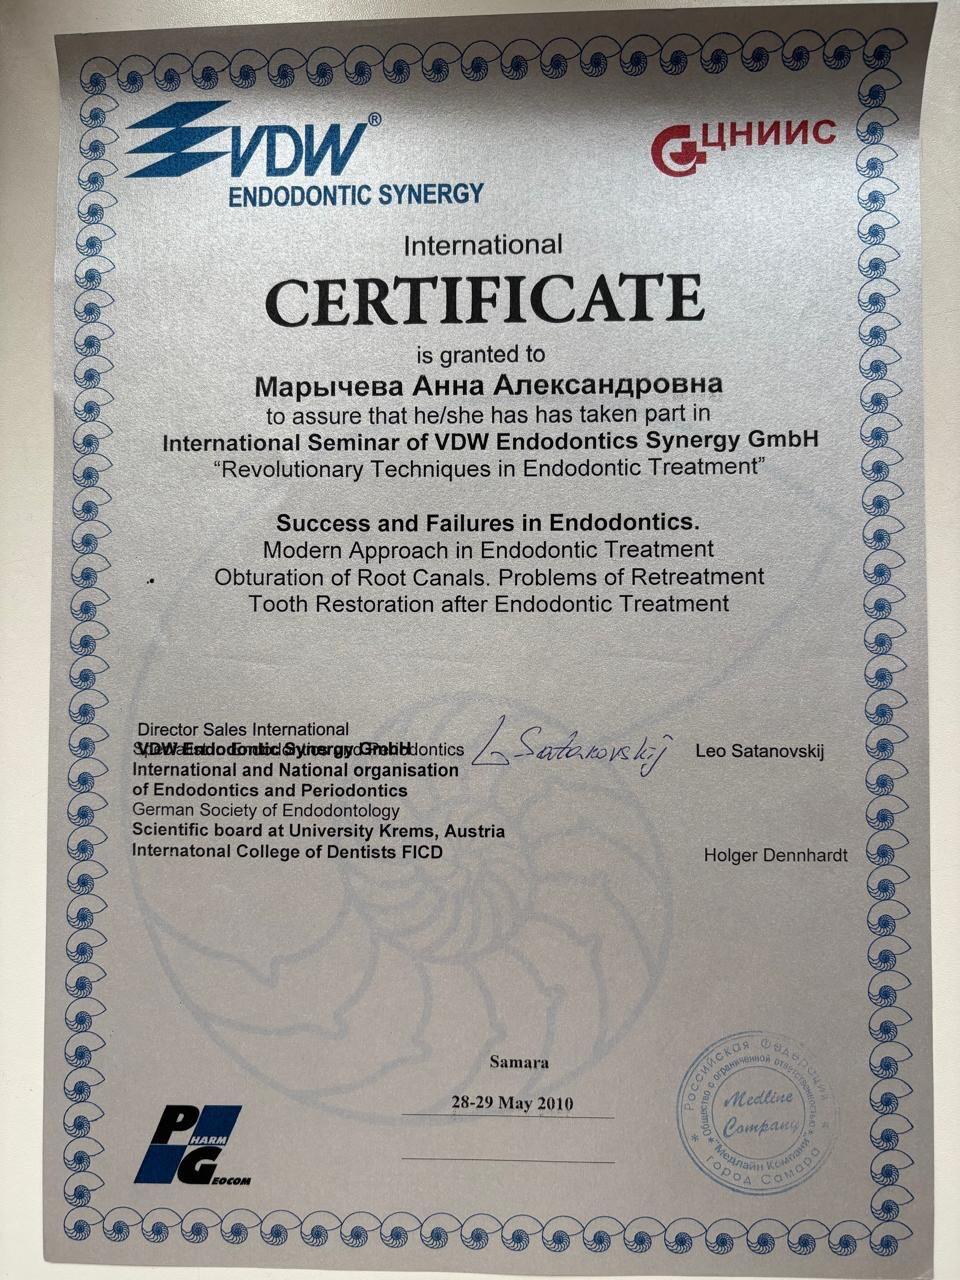 VDW®
ENDODONTIC SYNERGY
ЦНИИС
International
CERTIFICATE
is granted to
Марычева Анна Александровна
to assure that he/she has has taken part in
International Seminar of VDW Endodontics Synergy GmbH
“Revolutionary Techniques in Endodontic Treatment”
Success and Failures in Endodontics.
Modern Approach in Endodontic Treatment
Obturation of Root Canals. Problems of Retreatment
Tooth Restoration after Endodontic Treatment
Director Sales International
VDW Endodontic Synergy GmbH
L Satanovskij
Leo Satanovskij
International and National organisation
of Endodontics and Periodontics
German Society of Endodontology
Scientific board at University Krems, Austria
Internatonal College of Dentists FICD
Holger Dennhardt
Samara
28-29 May 2010
PHARM
GEOCOM
Российская Федерация
Общество с ограниченной ответственностью
Medline
Company
"Медлайн Компани"
город Самара